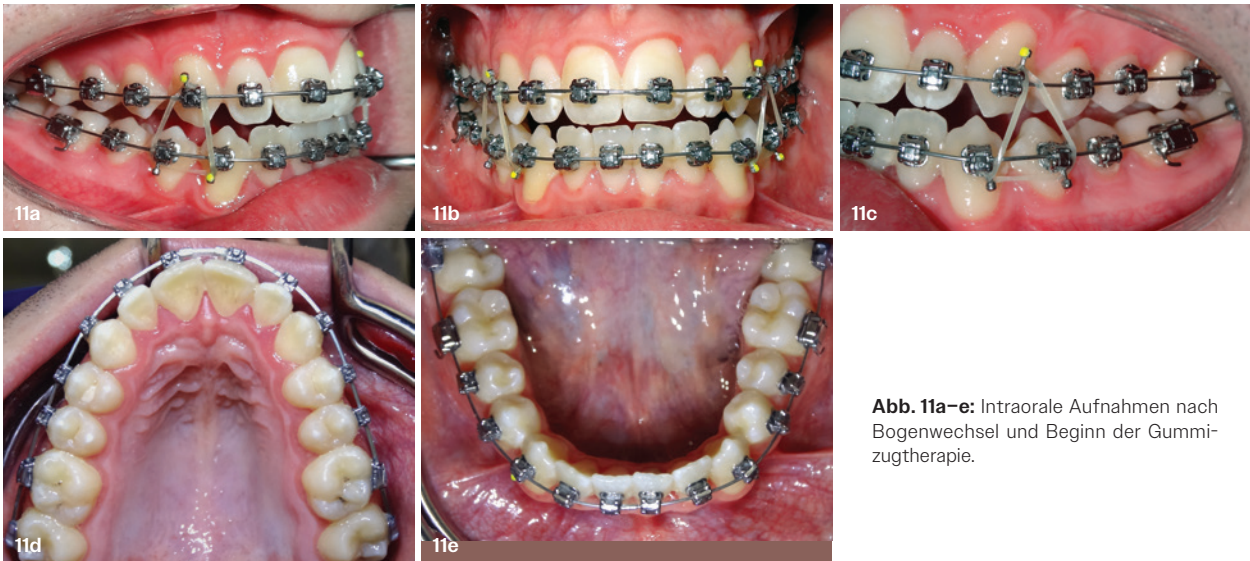 11a
11b
11c
11d
11e
Abb. 11a–e: Intraorale Aufnahmen nach
Bogenwechsel und Beginn der Gummi-
zugtherapie.